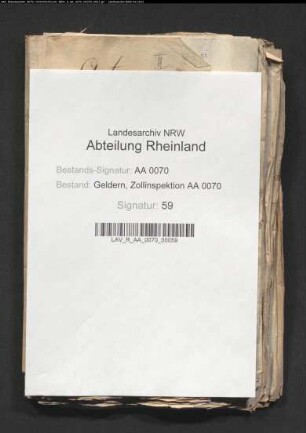 Landesarchiv NRW
Abteilung Rheinland
Bestands-Signatur: AA 0070
Bestand: Geldern, Zollinspektion AA 0070
Signatur: 59
LAV_R_AA_0070_00059